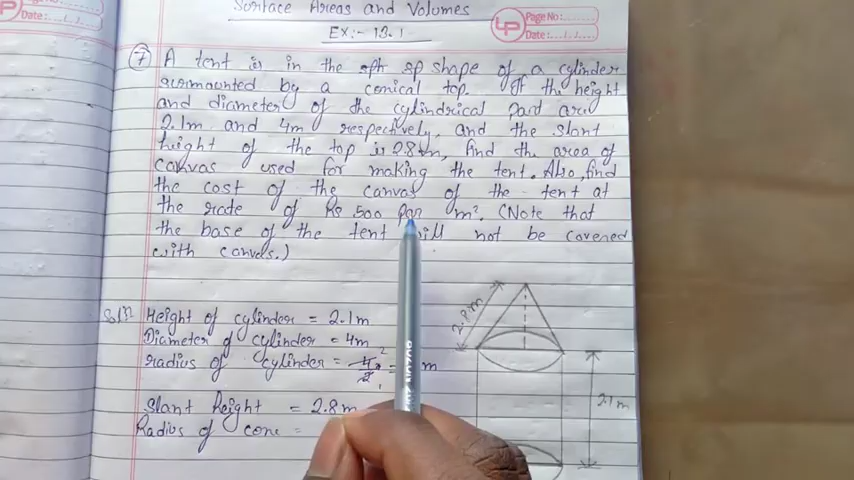 Date:
Surface Areas and Volumes
Page No:
Date:
Ex:- 13.1
7 A tent is in the sph sp shape of a cylinder
surmounted by a conical top. If the height
and diameter of the cylindrical part are
2.1m and 4m respectively, and the slant
height of the top is 2.8m, find the area of
canvas used for making the tent. Also, find
the cost of the canvas of the tent at
the rate of Rs 500 per m². (Note that
the base of the tent will not be covered
with canvas.)
Solⁿ Height of cylinder = 2.1m
Diameter of cylinder = 4m
radius of cylinder = 4/2 = m
Slant height = 2.8m
Radius of cone =
2.8m
2.1m